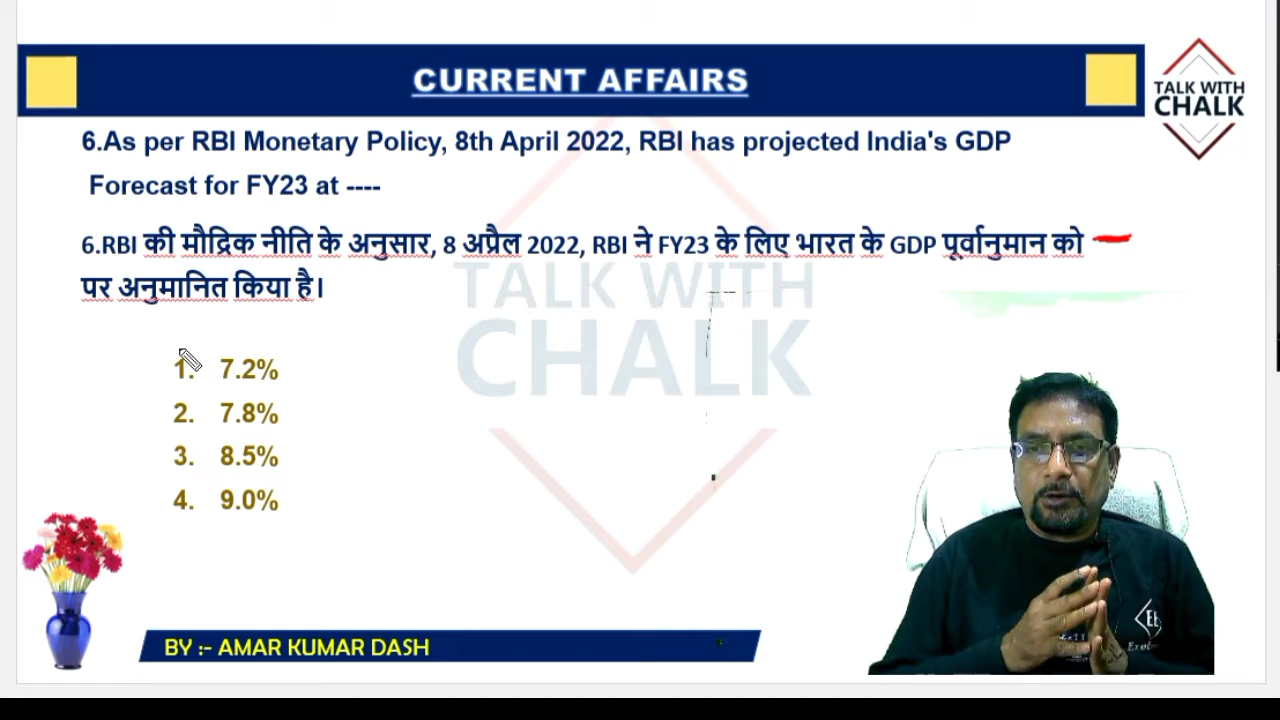 CURRENT AFFAIRS
TALK WITH
CHALK
6.As per RBI Monetary Policy, 8th April 2022, RBI has projected India's GDP
Forecast for FY23 at ----
6.RBI की मौद्रिक नीति के अनुसार, 8 अप्रैल 2022, RBI ने FY23 के लिए भारत के GDP पूर्वानुमान को
पर अनुमानित किया है।
TALK WITH
CHALK
1. 7.2%
2. 7.8%
3. 8.5%
4. 9.0%
BY :- AMAR KUMAR DASH